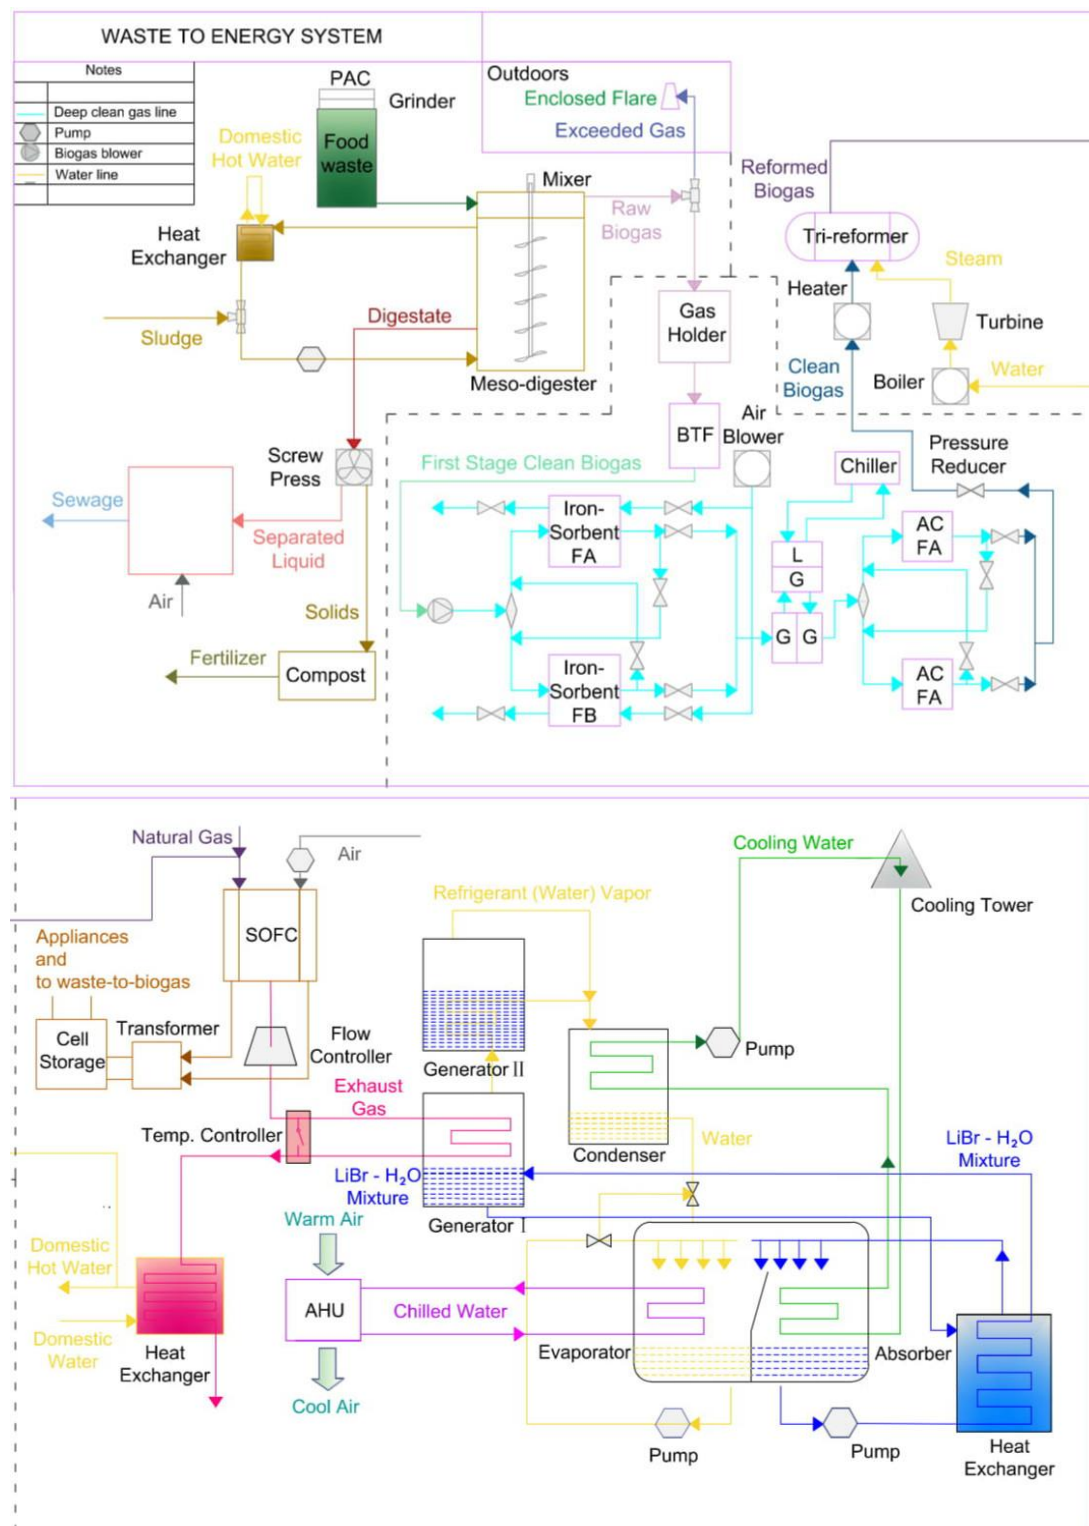 WASTE TO ENERGY SYSTEM
Notes
Deep clean gas line
Pump
Biogas blower
Water line
PAC
Grinder
Food
waste
Domestic
Hot Water
Heat
Exchanger
Sludge
Mixer
Meso-digester
Digestate
Outdoors
Enclosed Flare
Exceeded Gas
Raw
Biogas
Gas
Holder
BTF
Air
Blower
Reformed
Biogas
Tri-reformer
Steam
Heater
Turbine
Clean
Biogas
Boiler
Water
Pressure
Reducer
Chiller
Screw
Press
Sewage
Separated
Liquid
Air
Solids
Fertilizer
Compost
First Stage Clean Biogas
Iron-
Sorbent
FA
Iron-
Sorbent
FB
L
G
G G
AC
FA
AC
FA
Natural Gas
Air
SOFC
Appliances
and
to waste-to-biogas
Cell
Storage
Transformer
Flow
Controller
Exhaust
Gas
Temp. Controller
Refrigerant (Water) Vapor
Generator II
Generator I
LiBr - H₂O
Mixture
Cooling Water
Cooling Tower
Pump
Condenser
Water
LiBr - H₂O
Mixture
Domestic
Hot Water
Domestic
Water
Heat
Exchanger
Warm Air
AHU
Cool Air
Chilled Water
Evaporator
Absorber
Pump
Pump
Heat
Exchanger